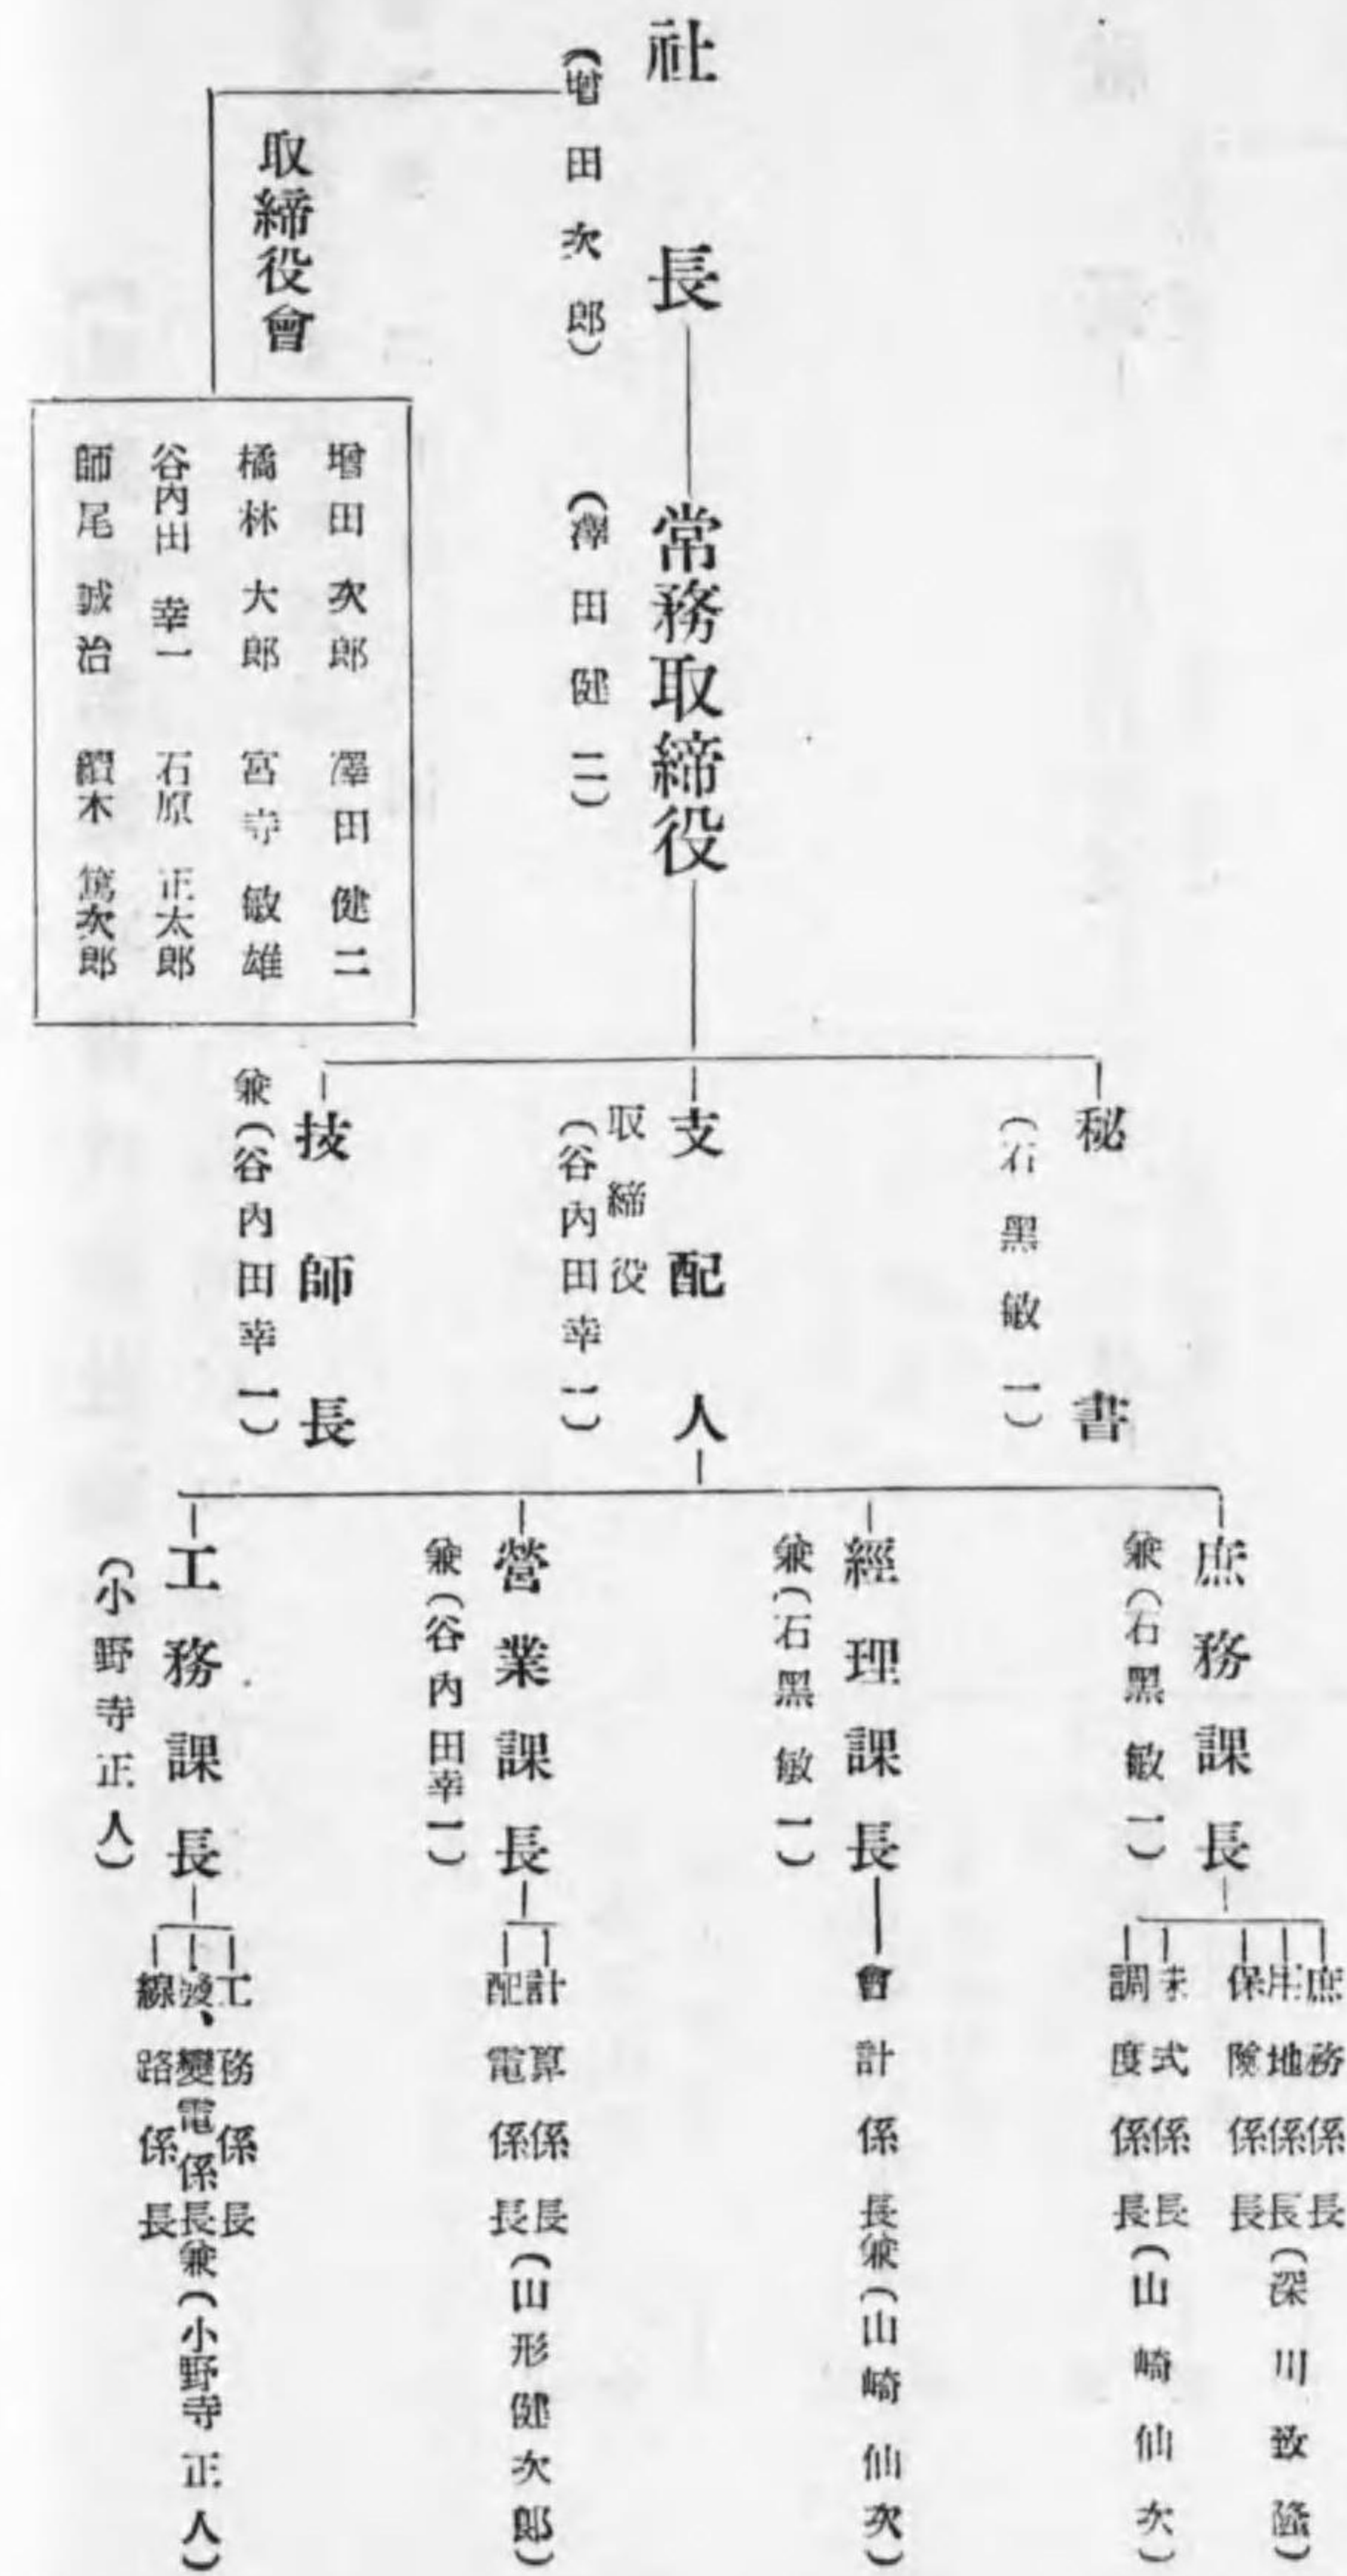 社長
(増田次郎)
取締役會
増田次郎 澤田健二
橘林大郎 宮寺敏雄
谷内田幸一 石原正太郎
師尾誠治 纐木篤次郎
常務取締役
(澤田健二)
秘書
(石黑敏一)
支配人
取締役
(谷内田幸一)
技師長
兼(谷内田幸一)
庶務課長
兼(石黑敏一)
庶務係長
用地係長(深川致隆)
保險係長
株式係長
調度係長(山崎仙次)
經理課長
兼(石黑敏一)
會計係長兼(山崎仙次)
營業課長
兼(谷内田幸一)
計算係長
配電係長(山形健次郎)
工務課長
(小野寺正人)
工務係長
發、變電係長兼(小野寺正人)
線路係長